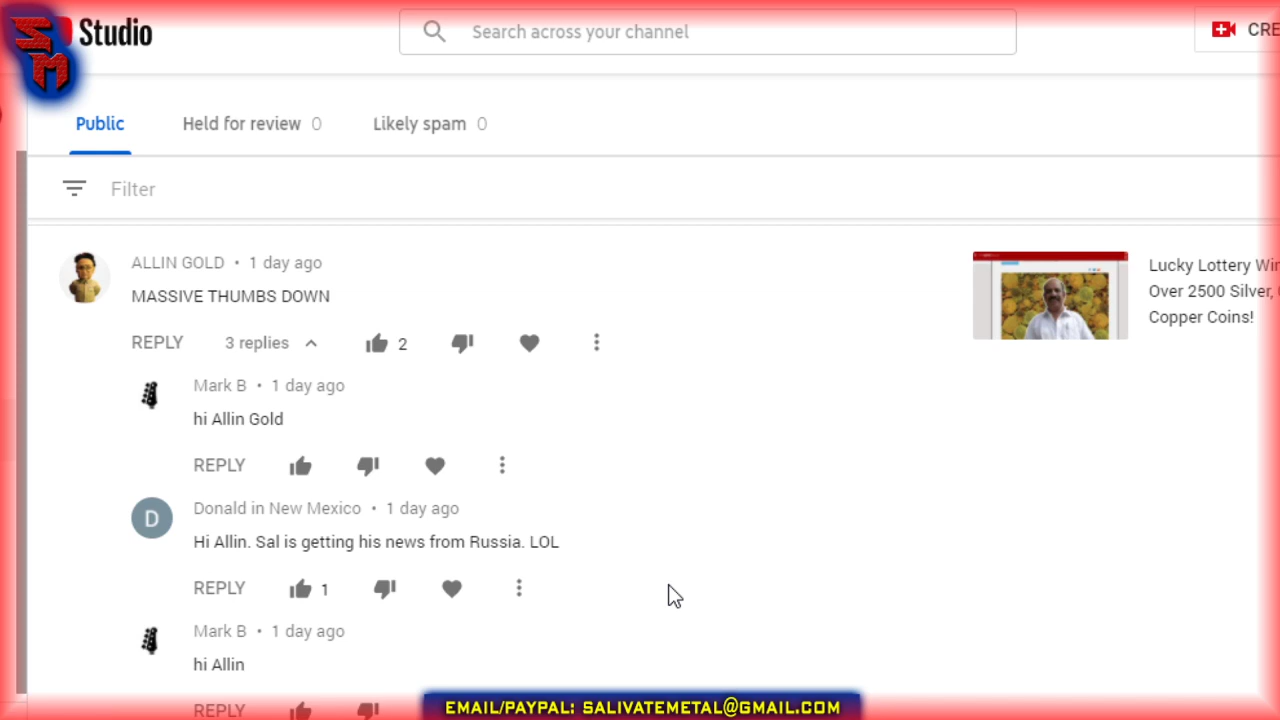 SM
Studio
Search across your channel
CRE
Public
Held for review 0
Likely spam 0
Filter
ALLIN GOLD • 1 day ago
MASSIVE THUMBS DOWN
REPLY 3 replies 2
Lucky Lottery Win
Over 2500 Silver,
Copper Coins!
Mark B • 1 day ago
hi Allin Gold
REPLY
D
Donald in New Mexico • 1 day ago
Hi Allin. Sal is getting his news from Russia. LOL
REPLY 1
Mark B • 1 day ago
hi Allin
REPLY
EMAIL/PAYPAL: SALIVATEMETAL@GMAIL.COM